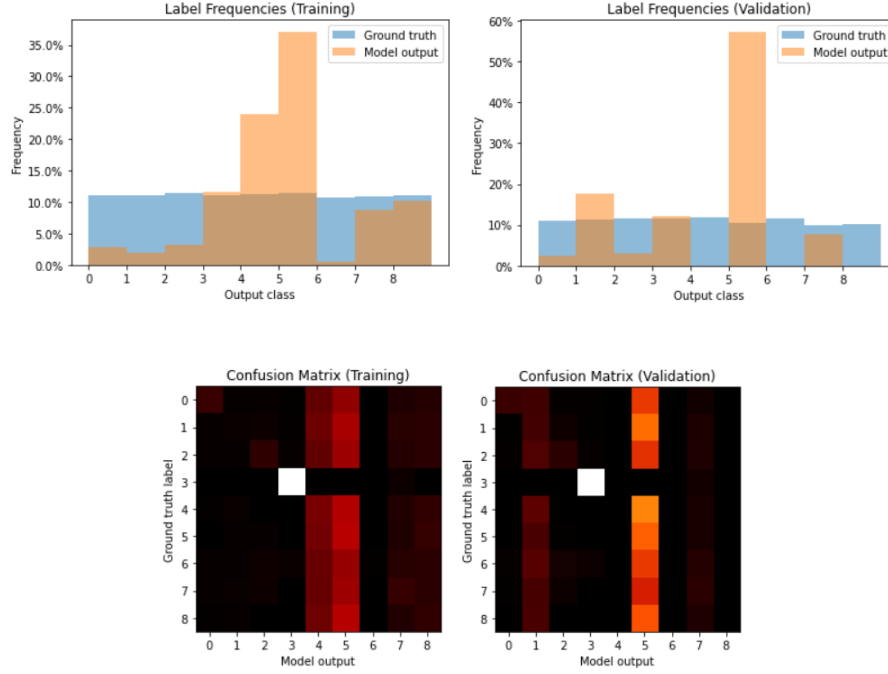 Label Frequencies (Training)
35.0%
30.0%
25.0%
20.0%
15.0%
10.0%
5.0%
0.0%
Frequency
Ground truth
Model output
0 1 2 3 4 5 6 7 8
Output class
Label Frequencies (Validation)
60%
50%
40%
30%
20%
10%
0%
Frequency
Ground truth
Model output
0 1 2 3 4 5 6 7 8
Output class
Confusion Matrix (Training)
Ground truth label
0
1
2
3
4
5
6
7
8
0 1 2 3 4 5 6 7 8
Model output
Confusion Matrix (Validation)
Ground truth label
0
1
2
3
4
5
6
7
8
0 1 2 3 4 5 6 7 8
Model output